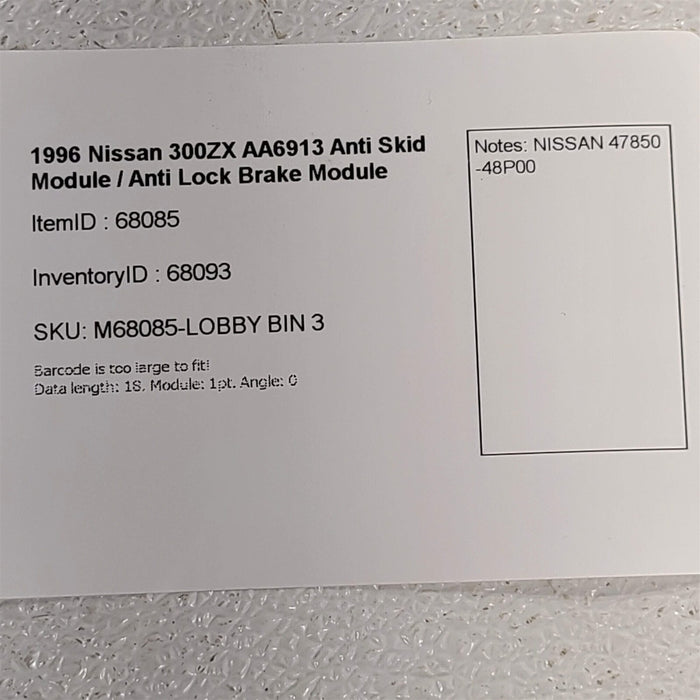 1996 Nissan 300ZX AA6913 Anti Skid
Module / Anti Lock Brake Module
ItemID : 68085
InventoryID : 68093
SKU: M68085-LOBBY BIN 3
Barcode is too large to fit!
Data length: 18, Module: 1pt. Angle: 0
Notes: NISSAN 47850
-48P00